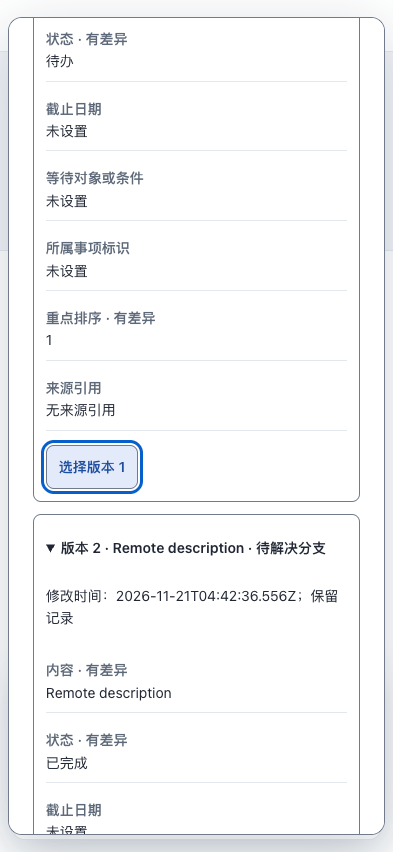 状态 · 有差异
待办
截止日期
未设置
等待对象或条件
未设置
所属事项标识
未设置
重点排序 · 有差异
1
来源引用
无来源引用
选择版本 1
▼ 版本 2 · Remote description · 待解决分支
修改时间：2026-11-21T04:42:36.556Z；保留
记录
内容 · 有差异
Remote description
状态 · 有差异
已完成
截止日期
未设置